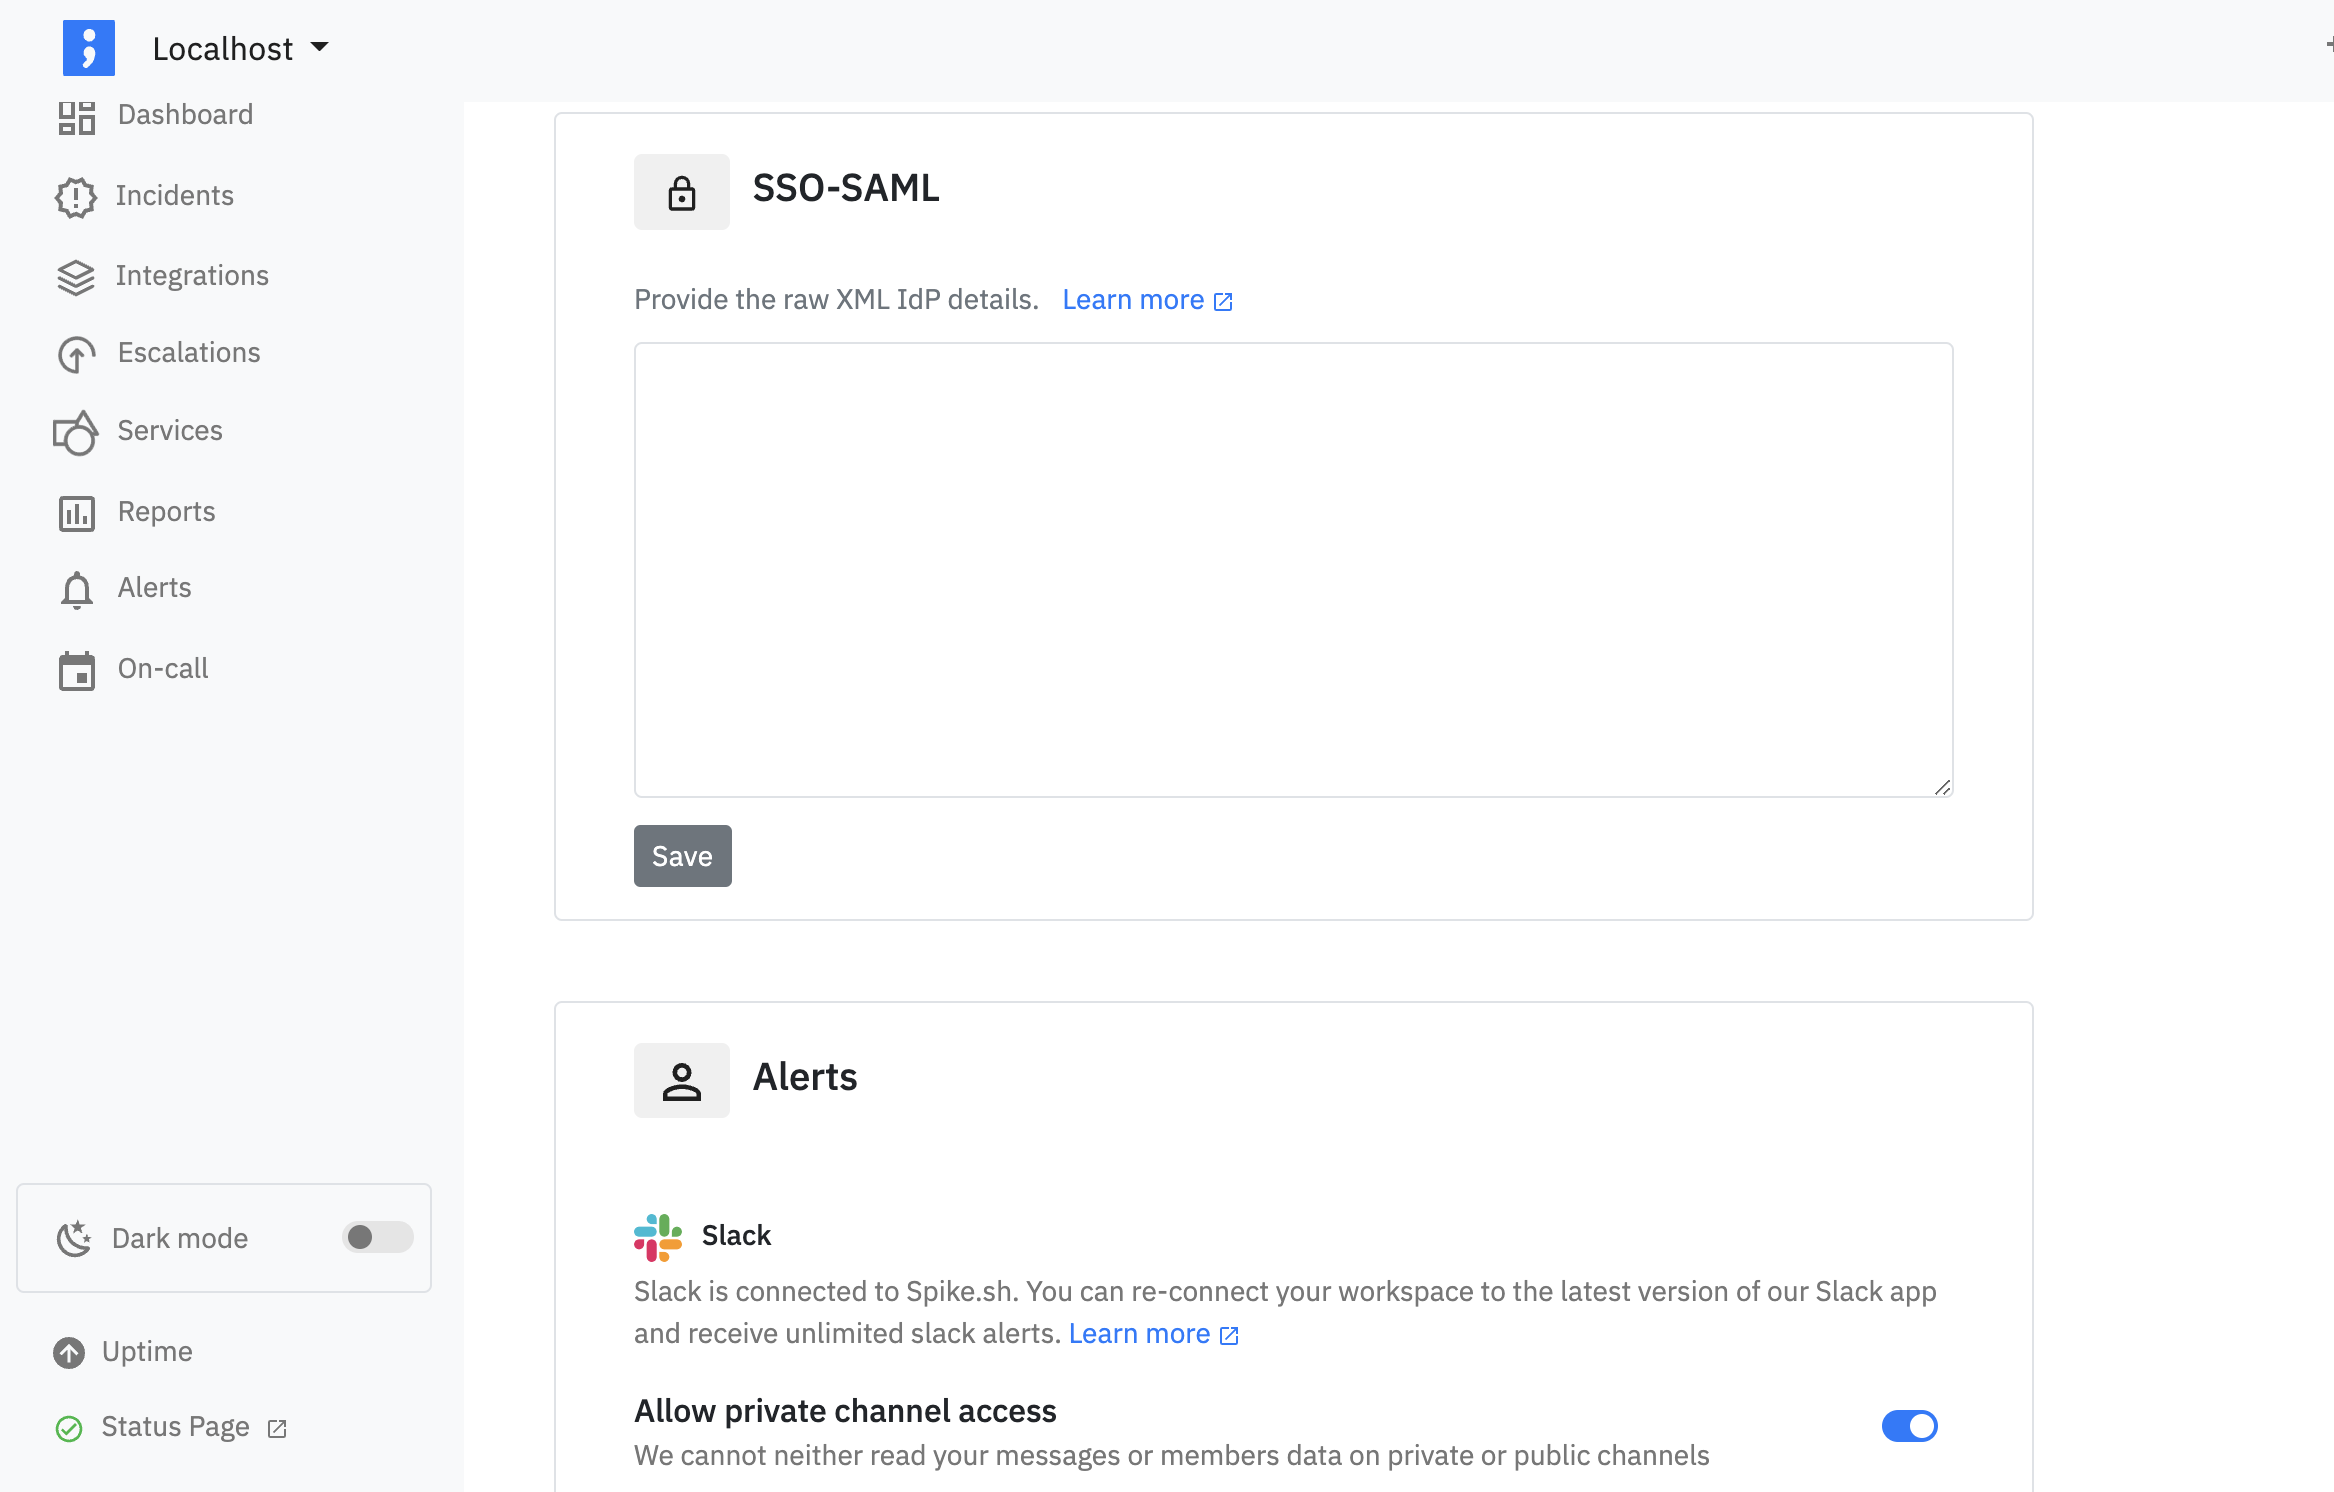 Localhost
Dashboard
Incidents
Integrations
Escalations
Services
Reports
Alerts
On-call
Dark mode
Uptime
Status Page
SSO-SAML
Provide the raw XML IdP details. Learn more
Save
Alerts
Slack
Slack is connected to Spike.sh. You can re-connect your workspace to the latest version of our Slack app
and receive unlimited slack alerts. Learn more
Allow private channel access
We cannot neither read your messages or members data on private or public channels